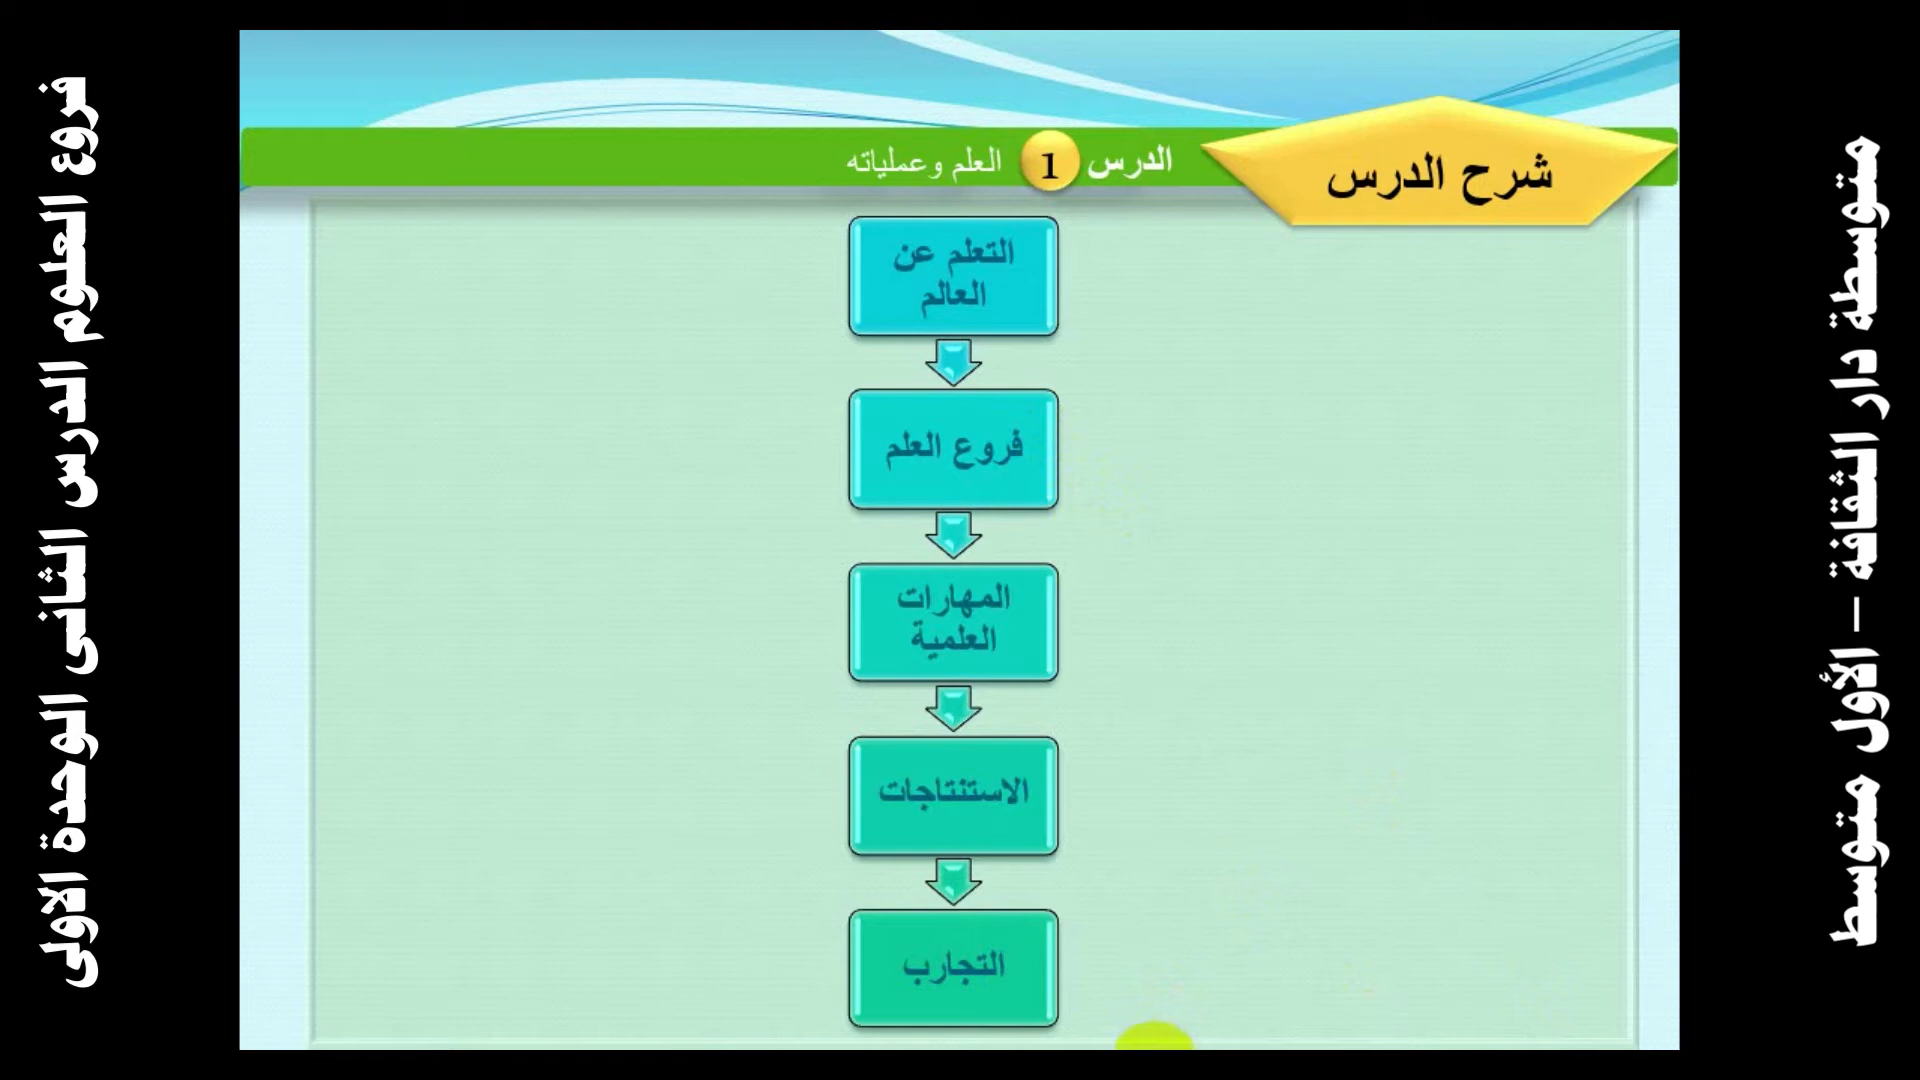 شرح الدرس
الدرس 1 العلم وعملياته
التعلم عن
العالم
فروع العلم
المهارات
العلمية
الاستنتاجات
التجارب
متوسطة دار الثقافة – الأول متوسط
فروع العلوم الدرس الثانى الوحدة الاولى